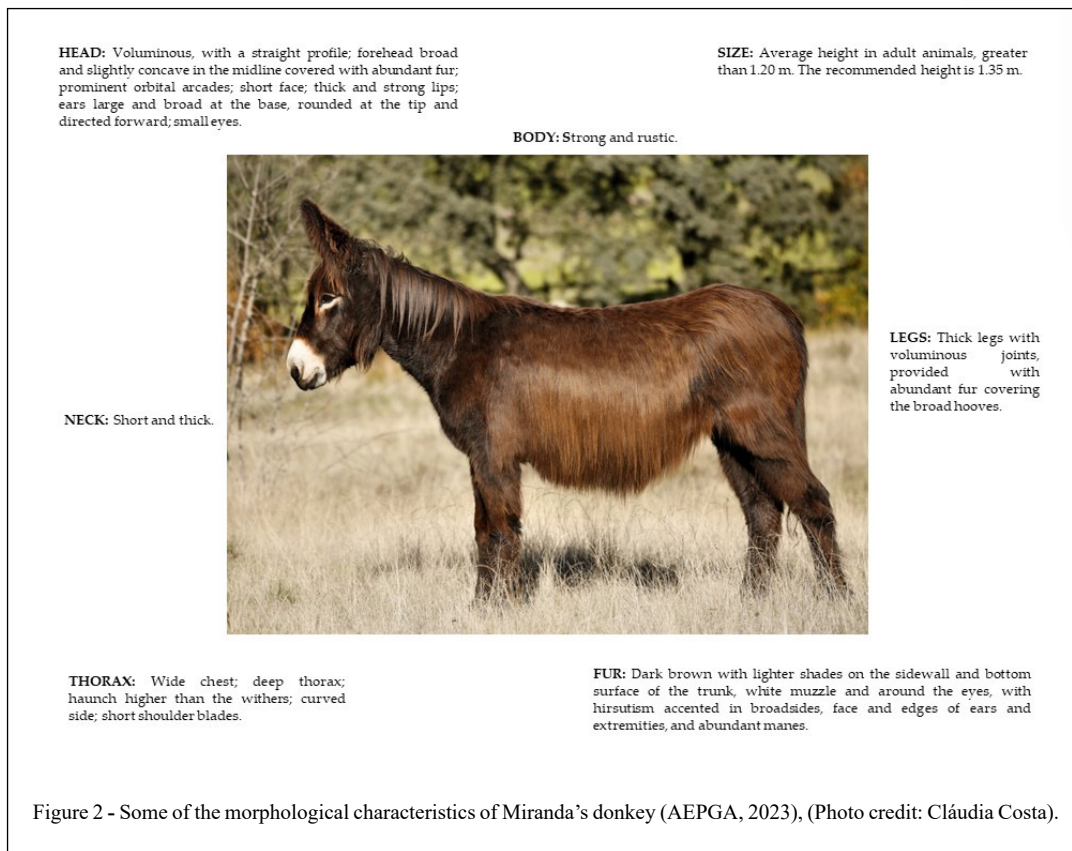 HEAD: Voluminous, with a straight profile; forehead broad
and slightly concave in the midline covered with abundant fur;
prominent orbital arcades; short face; thick and strong lips;
ears large and broad at the base, rounded at the tip and
directed forward; small eyes.
SIZE: Average height in adult animals, greater
than 1.20 m. The recommended height is 1.35 m.
BODY: Strong and rustic.
LEGS: Thick legs with
voluminous joints,
provided with
abundant fur covering
the broad hooves.
NECK: Short and thick.
THORAX: Wide chest; deep thorax;
haunch higher than the withers; curved
side; short shoulder blades.
FUR: Dark brown with lighter shades on the sidewall and bottom
surface of the trunk, white muzzle and around the eyes, with
hirsutism accented in broadsides, face and edges of ears and
extremities, and abundant manes.
Figure 2 - Some of the morphological characteristics of Miranda’s donkey (AEPGA, 2023), (Photo credit: Cláudia Costa).